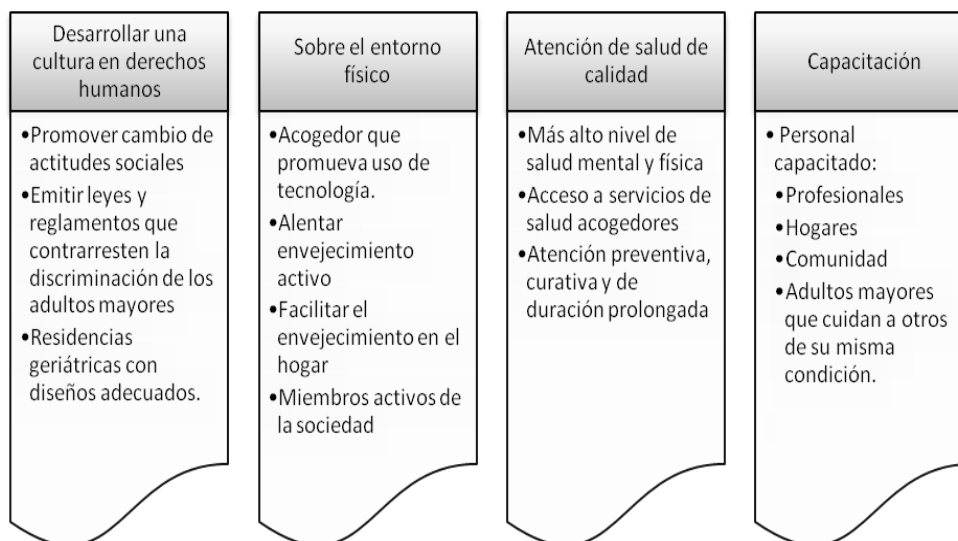 Desarrollar una
cultura en derechos
humanos
•Promover cambio de
actitudes sociales
•Emitir leyes y
reglamentos que
contrarresten la
discriminación de los
adultos mayores
•Residencias
geriátricas con
diseños adecuados.
Sobre el entorno
físico
•Acogedor que
promueva uso de
tecnología.
•Alentar
envejecimiento
activo
•Facilitar el
envejecimiento en el
hogar
•Miembros activos de
la sociedad
Atención de salud de
calidad
•Más alto nivel de
salud mental y física
•Acceso a servicios de
salud acogedores
•Atención preventiva,
curativa y de
duración prolongada
Capacitación
• Personal
capacitado:
•Profesionales
•Hogares
•Comunidad
•Adultos mayores
que cuidan a otros
de su misma
condición.